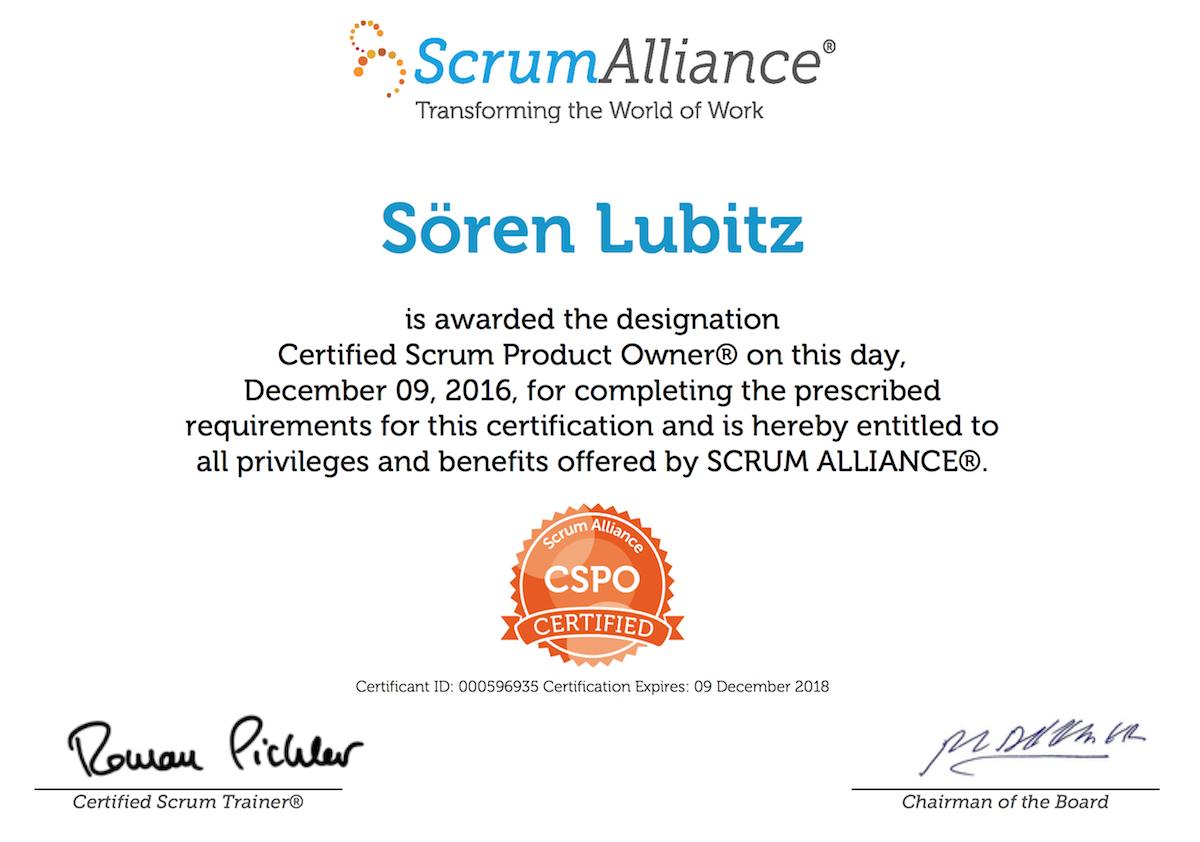 ScrumAlliance®
Transforming the World of Work
Sören Lubitz
is awarded the designation
Certified Scrum Product Owner® on this day,
December 09, 2016, for completing the prescribed
requirements for this certification and is hereby entitled to
all privileges and benefits offered by SCRUM ALLIANCE®.
Scrum Alliance
CSPO
CERTIFIED
Certificant ID: 000596935 Certification Expires: 09 December 2018
Roman Pichler
Certified Scrum Trainer®
Chairman of the Board